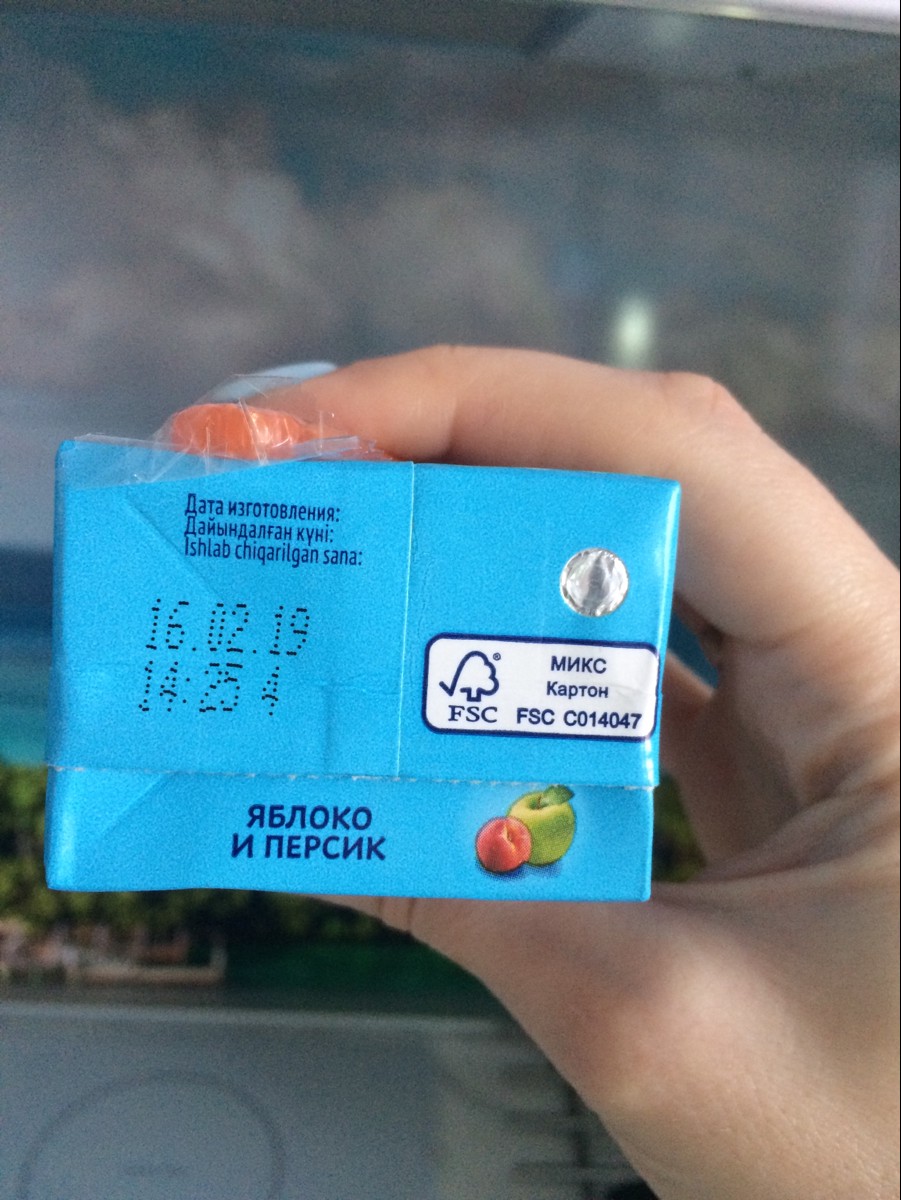 Дата изготовления:
Дайындалған күні:
Ishlab chiqarilgan sana:
16.02.19
14:25 4
®
FSC
МИКС
Картон
FSC C014047
ЯБЛОКО
И ПЕРСИК